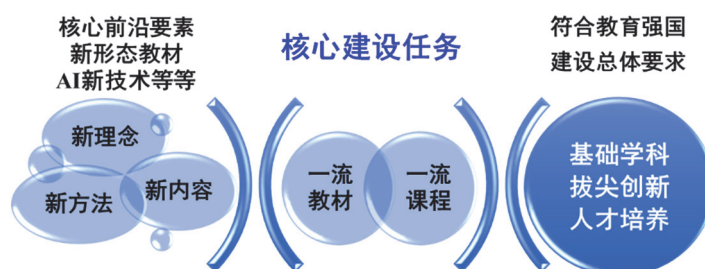 核心前沿要素
新形态教材
AI新技术等等
新理念
新方法
新内容
核心建设任务
一流
教材
一流
课程
符合教育强国
建设总体要求
基础学科
拔尖创新
人才培养